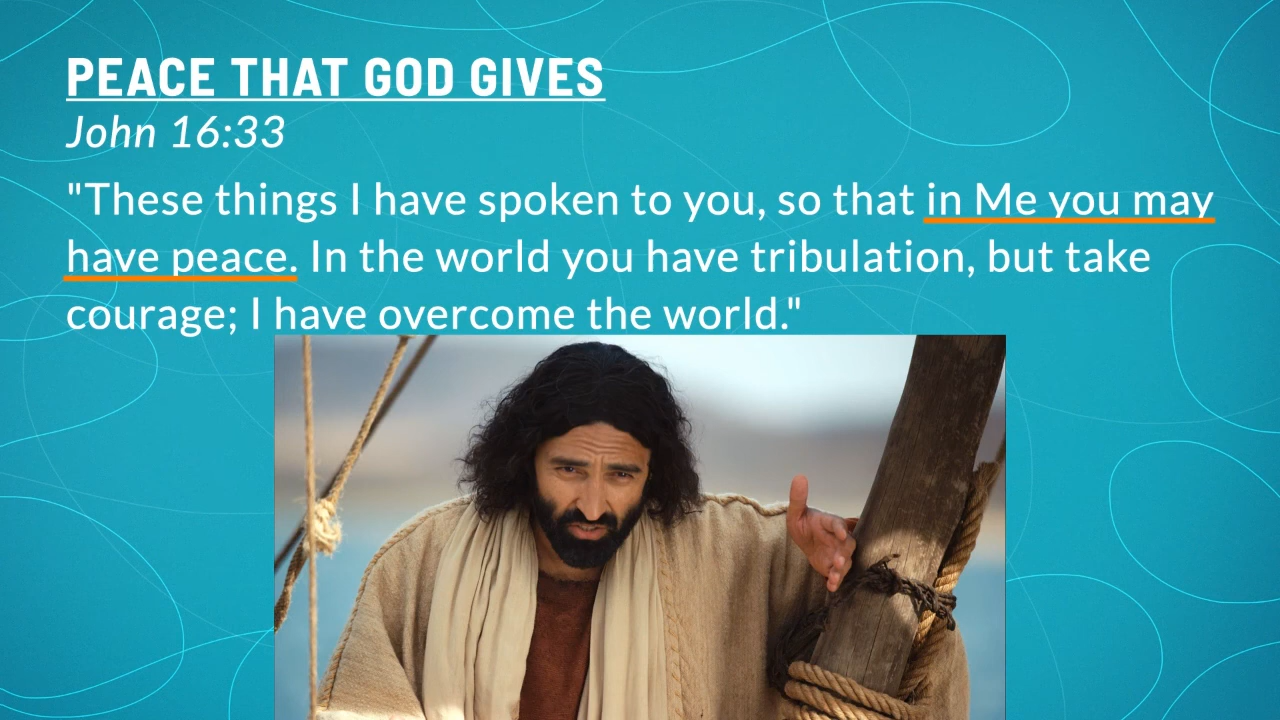 PEACE THAT GOD GIVES
John 16:33
"These things I have spoken to you, so that in Me you may
have peace. In the world you have tribulation, but take
courage; I have overcome the world."